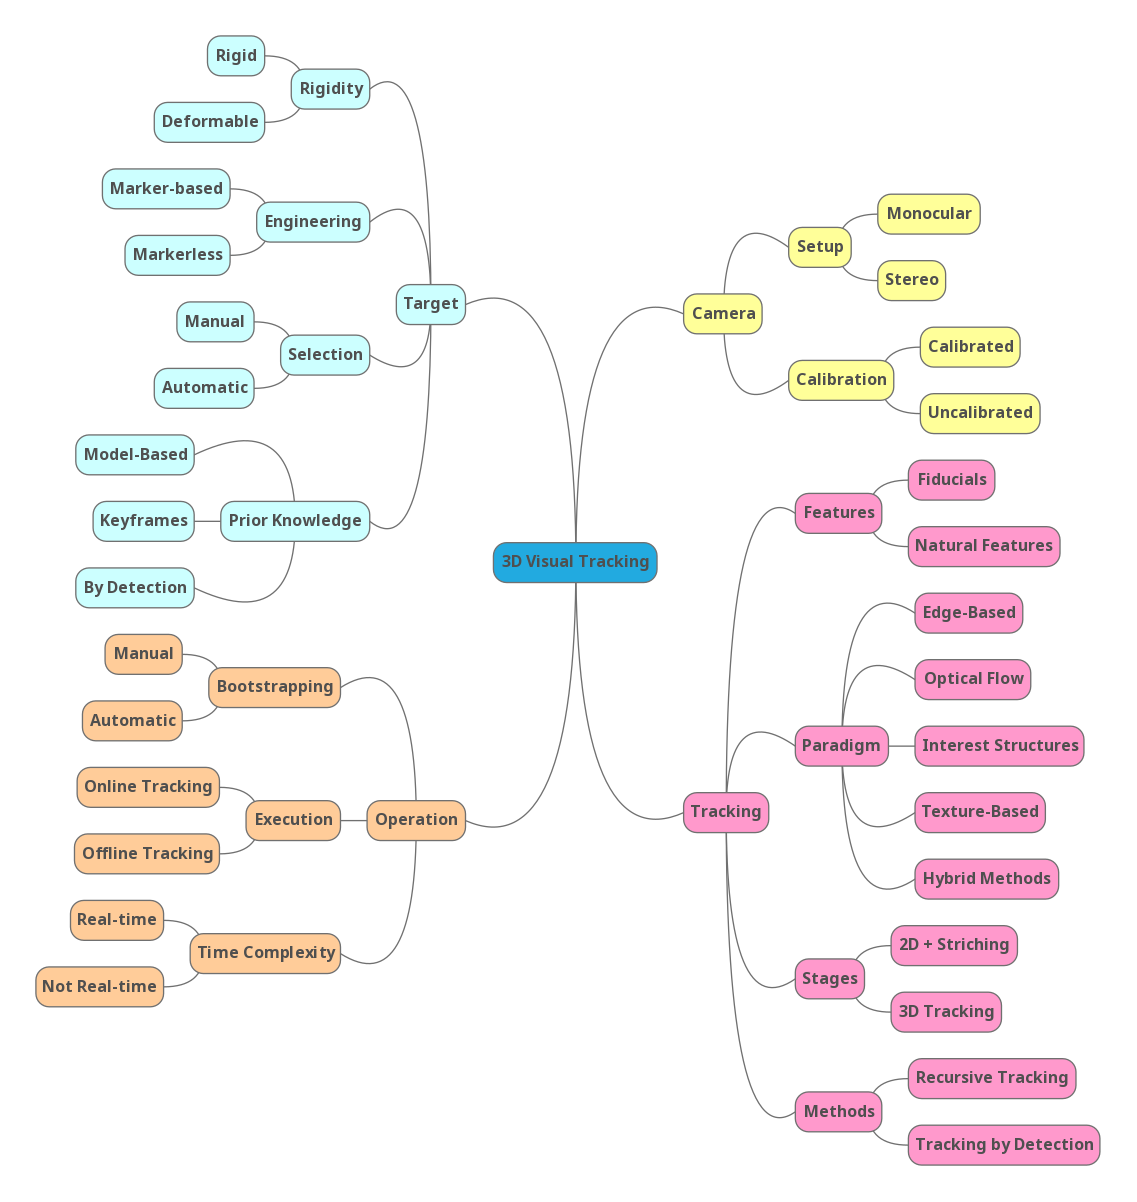 3D Visual Tracking
Target
Rigidity
Rigid
Deformable
Engineering
Marker-based
Markerless
Selection
Manual
Automatic
Prior Knowledge
Model-Based
Keyframes
By Detection
Operation
Bootstrapping
Manual
Automatic
Execution
Online Tracking
Offline Tracking
Time Complexity
Real-time
Not Real-time
Camera
Setup
Monocular
Stereo
Calibration
Calibrated
Uncalibrated
Tracking
Features
Fiducials
Natural Features
Paradigm
Edge-Based
Optical Flow
Interest Structures
Texture-Based
Hybrid Methods
Stages
2D + Striching
3D Tracking
Methods
Recursive Tracking
Tracking by Detection